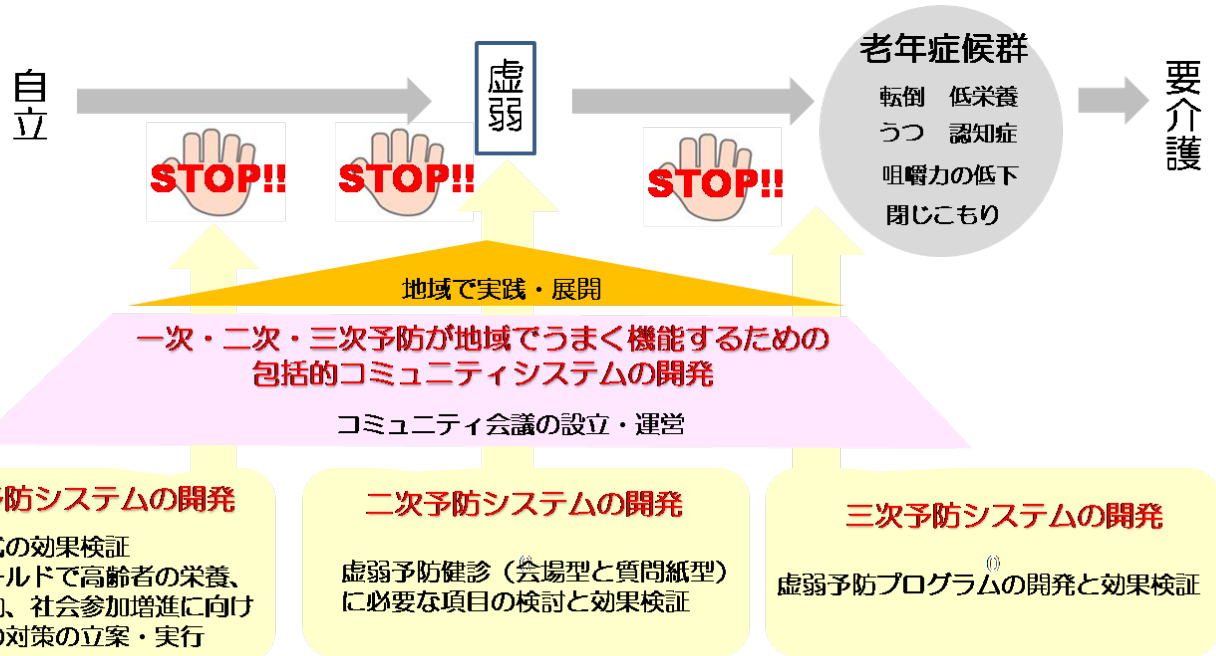 自立
虚弱
老年症候群
転倒 低栄養
うつ 認知症
咀嚼力の低下
閉じこもり
要介護
STOP!!
STOP!!
STOP!!
地域で実践・展開
一次・二次・三次予防が地域でうまく機能するための
包括的コミュニティシステムの開発
コミュニティ会議の設立・運営
予防システムの開発
の効果検証
ールドで高齢者の栄養、
、社会参加増進に向け
の対策の立案・実行
二次予防システムの開発
虚弱予防健診（会場型と質問紙型）
に必要な項目の検討と効果検証
三次予防システムの開発
虚弱予防プログラムの開発と効果検証